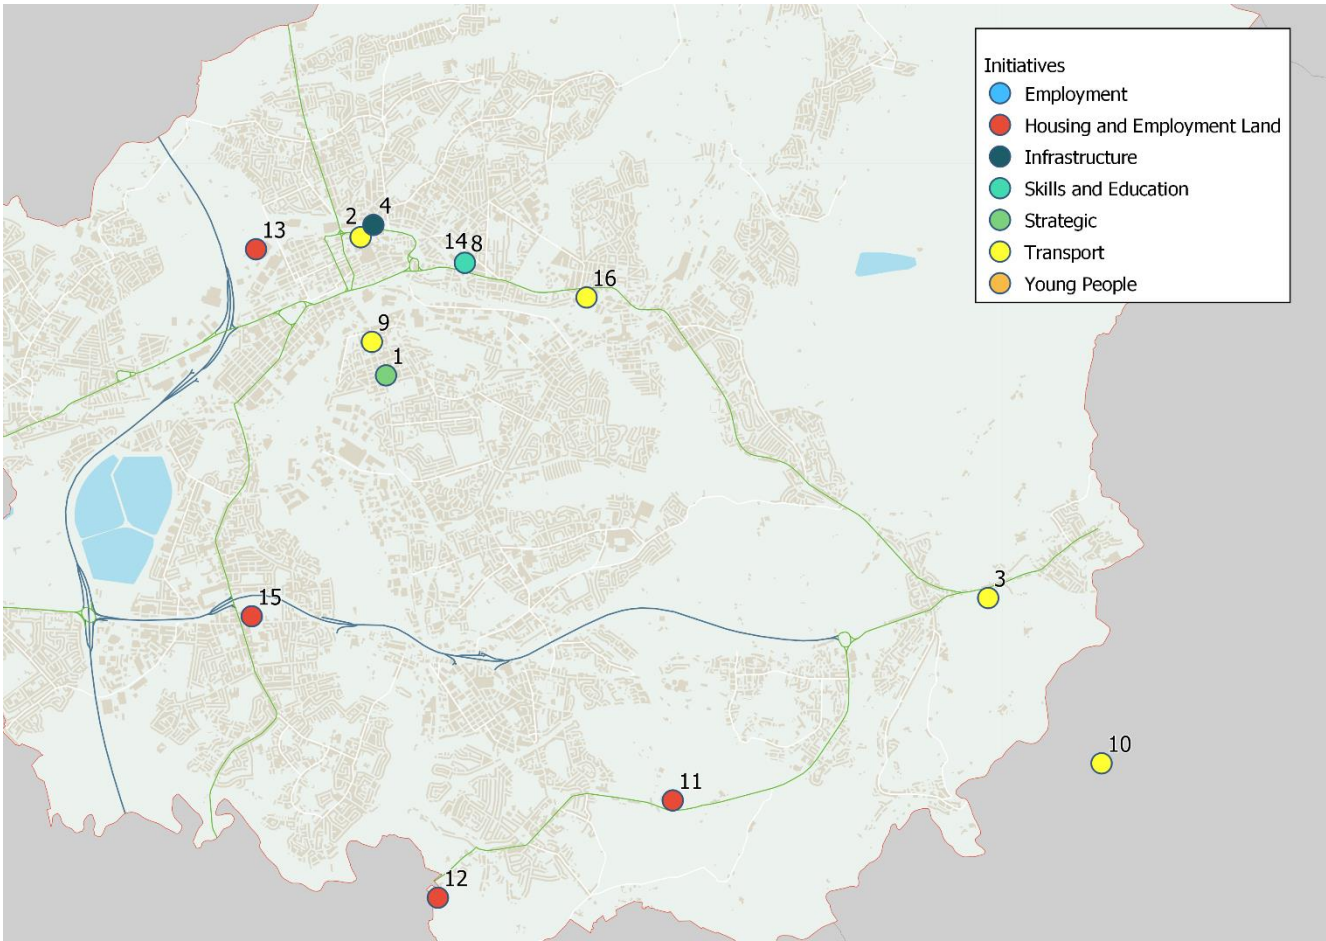 Initiatives
Employment
Housing and Employment Land
Infrastructure
Skills and Education
Strategic
Transport
Young People
2
4
13
14 8
16
9
1
15
3
10
11
12